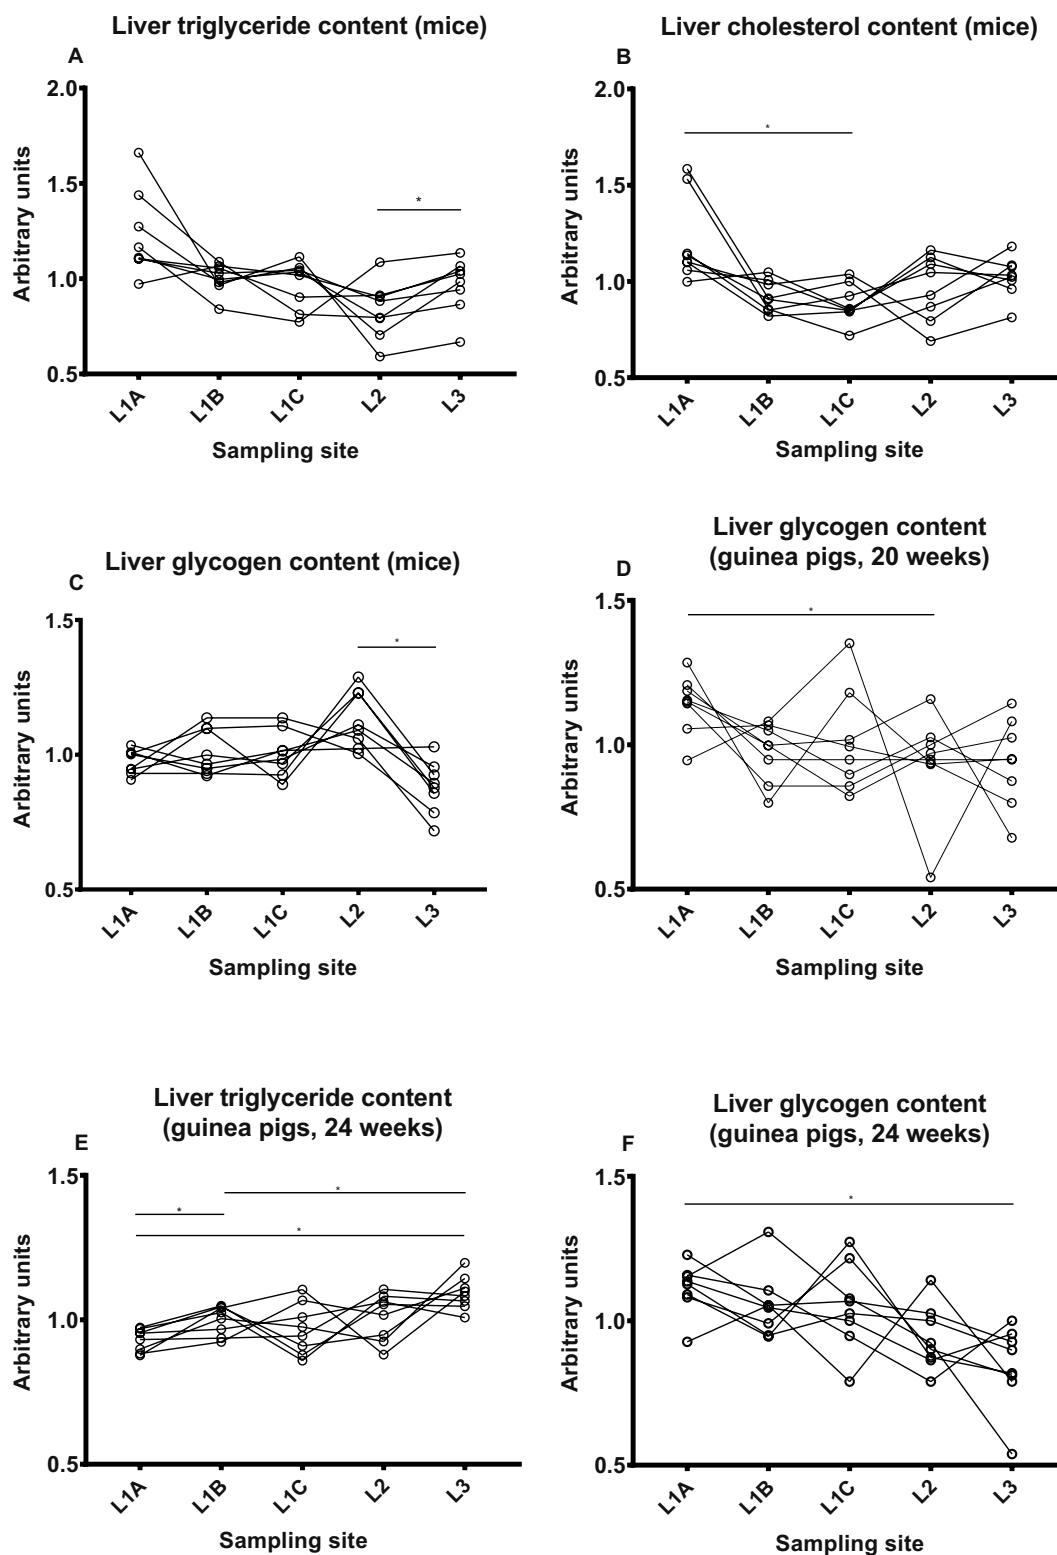 Liver triglyceride content (mice)
A
2.0
1.5
1.0
0.5
Arbitrary units
*
L1A
L1B
L1C
L2
L3
Sampling site
Liver cholesterol content (mice)
B
2.0
1.5
1.0
0.5
Arbitrary units
*
L1A
L1B
L1C
L2
L3
Sampling site
Liver glycogen content (mice)
C
1.5
1.0
0.5
Arbitrary units
*
L1A
L1B
L1C
L2
L3
Sampling site
Liver glycogen content
(guinea pigs, 20 weeks)
D
1.5
1.0
0.5
Arbitrary units
*
L1A
L1B
L1C
L2
L3
Sampling site
Liver triglyceride content
(guinea pigs, 24 weeks)
E
1.5
1.0
0.5
Arbitrary units
*
*
*
L1A
L1B
L1C
L2
L3
Sampling site
Liver glycogen content
(guinea pigs, 24 weeks)
F
1.5
1.0
0.5
Arbitrary units
*
L1A
L1B
L1C
L2
L3
Sampling site